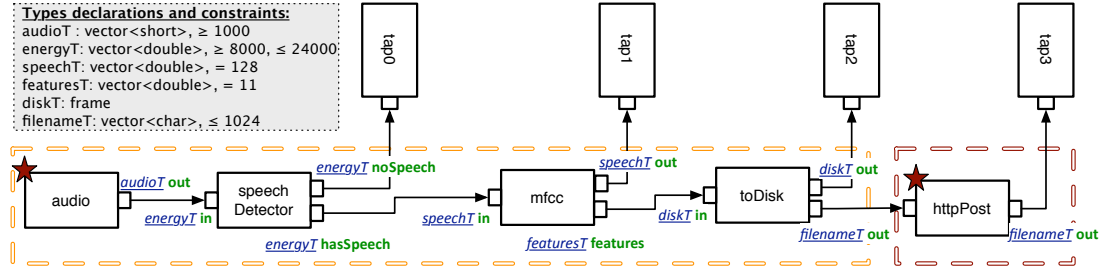 Types declarations and constraints:
audioT : vector<short>, ≥ 1000
energyT: vector<double>, ≥ 8000, ≤ 24000
speechT: vector<double>, = 128
featuresT: vector<double>, = 11
diskT: frame
filenameT: vector<char>, ≤ 1024
tap0
tap1
tap2
tap3
energyT noSpeech
speechT out
diskT out
audioT out
audio
speech
Detector
mfcc
toDisk
httpPost
energyT in
speechT in
diskT in
filenameT out
filenameT out
energyT hasSpeech
featuresT features